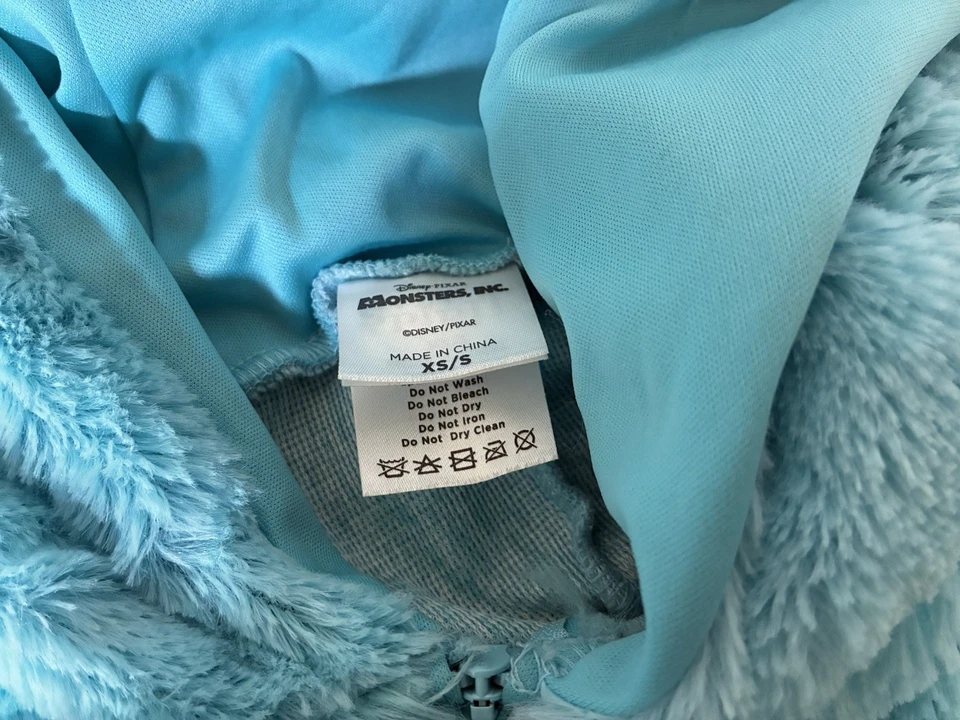 Disney·PIXAR
MONSTERS, INC.
©DISNEY/PIXAR
MADE IN CHINA
XS/S
Do Not Wash
Do Not Bleach
Do Not Dry
Do Not Iron
Do Not Dry Clean